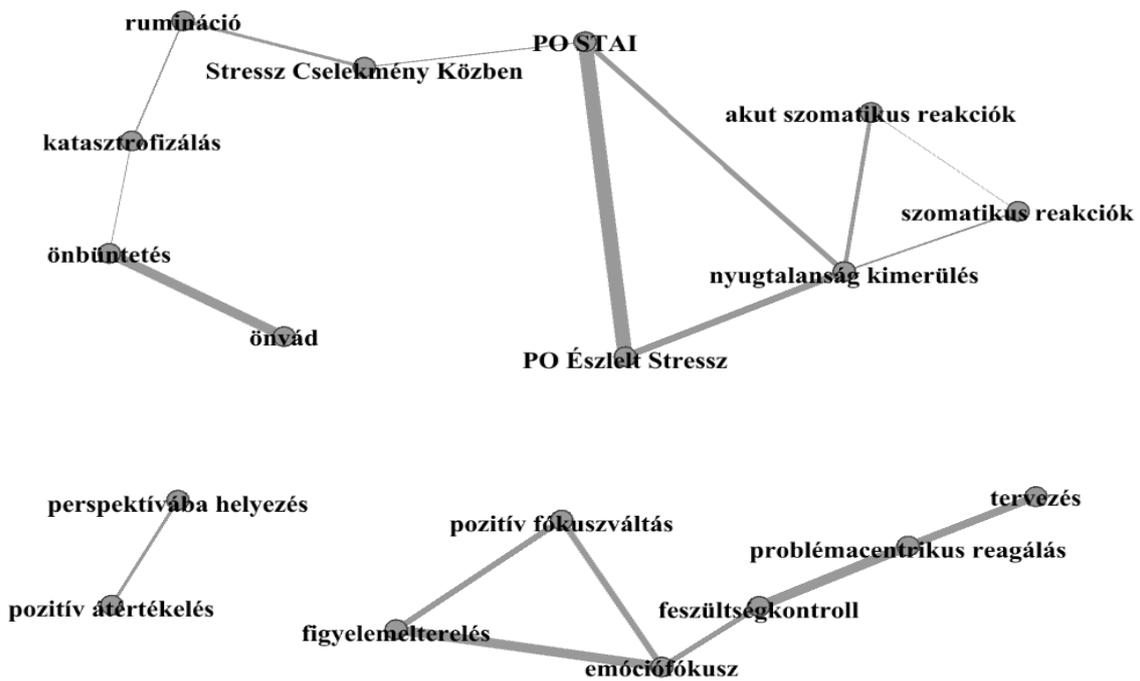 rumináció
PO STAI
Stressz Cselekmény Közben
akut szomatikus reakciók
katasztrofizálás
szomatikus reakciók
önbüntetés
nyugtalanság kimerülés
önvád
PO Észlelt Stressz
perspektívába helyezés
tervezés
pozitív fókuszváltás
problémacentrikus reagálás
pozitív átértékelés
feszültségkontroll
figyelemelterelés
emóciófókusz